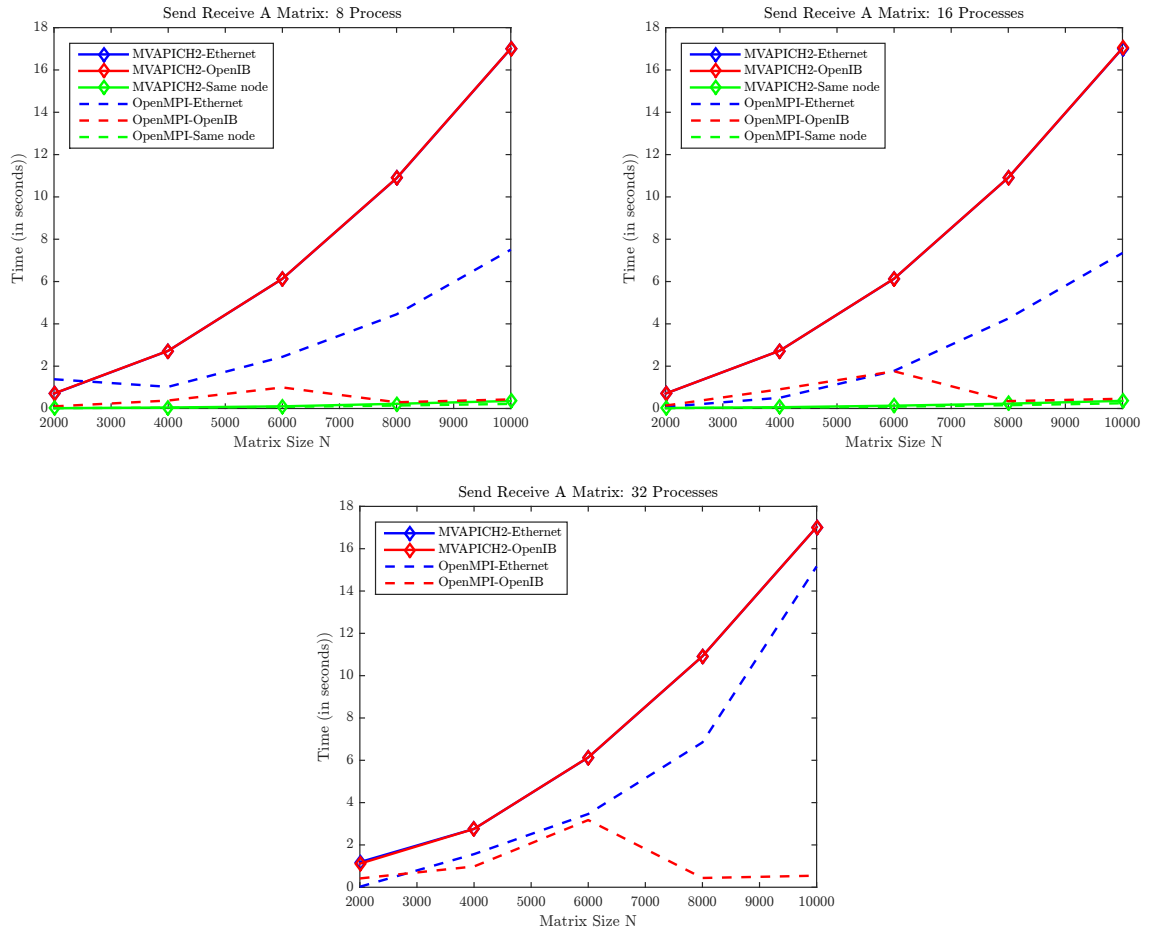 Send Receive A Matrix: 8 Process
18
16
14
12
10
8
6
4
2
0
Time (in seconds))
MVAPICH2-Ethernet
MVAPICH2-OpenIB
MVAPICH2-Same node
OpenMPI-Ethernet
OpenMPI-OpenIB
OpenMPI-Same node
2000 3000 4000 5000 6000 7000 8000 9000 10000
Matrix Size N
Send Receive A Matrix: 16 Processes
18
16
14
12
10
8
6
4
2
0
Time (in seconds))
MVAPICH2-Ethernet
MVAPICH2-OpenIB
MVAPICH2-Same node
OpenMPI-Ethernet
OpenMPI-OpenIB
OpenMPI-Same node
2000 3000 4000 5000 6000 7000 8000 9000 10000
Matrix Size N
Send Receive A Matrix: 32 Processes
18
16
14
12
10
8
6
4
2
0
Time (in seconds))
MVAPICH2-Ethernet
MVAPICH2-OpenIB
OpenMPI-Ethernet
OpenMPI-OpenIB
2000 3000 4000 5000 6000 7000 8000 9000 10000
Matrix Size N